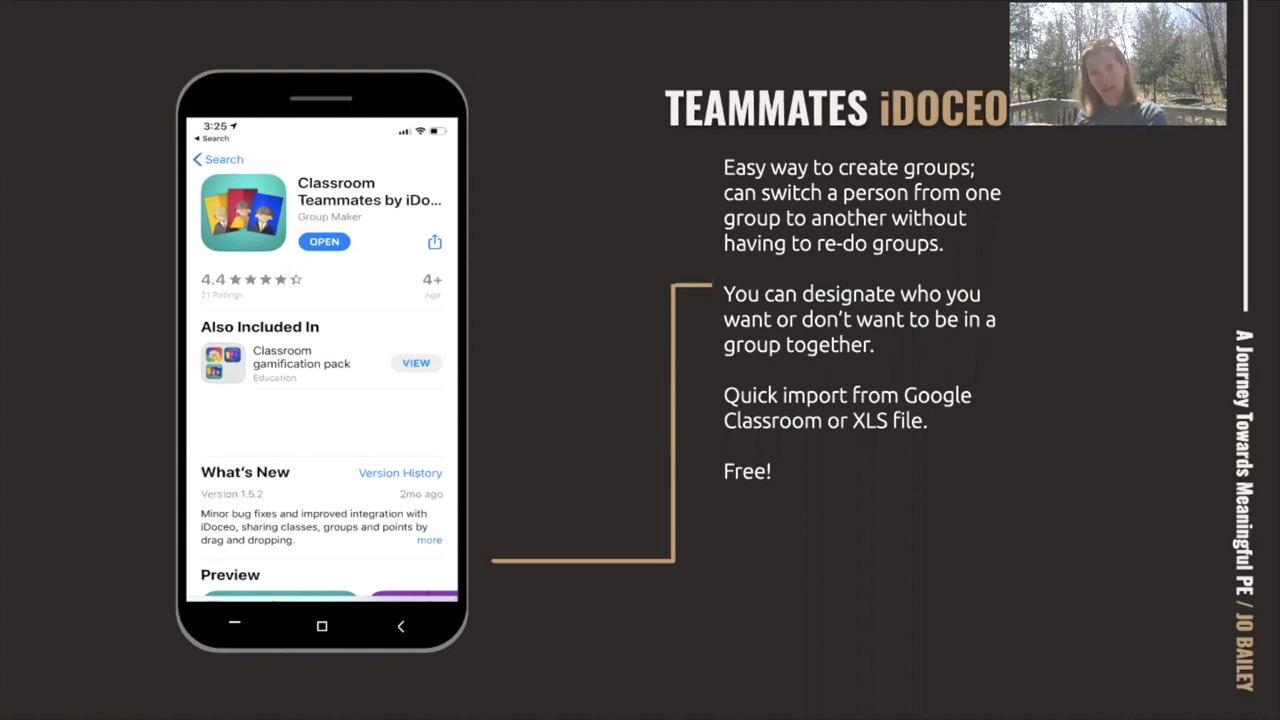 TEAMMATES iDOCEO
Easy way to create groups;
can switch a person from one
group to another without
having to re-do groups.
You can designate who you
want or don't want to be in a
group together.
Quick import from Google
Classroom or XLS file.
Free!
3:25
Search
Search
Classroom
Teammates by iDo...
Group Maker
OPEN
4.4
4+
21 Ratings
Age
Also Included In
Classroom
gamification pack
Education
VIEW
What's New
Version History
Version 1.5.2
2mo ago
Minor bug fixes and improved integration with
iDoceo, sharing classes, groups and points by
drag and dropping.
more
Preview
A Journey Towards Meaningful PE / JO BAILEY